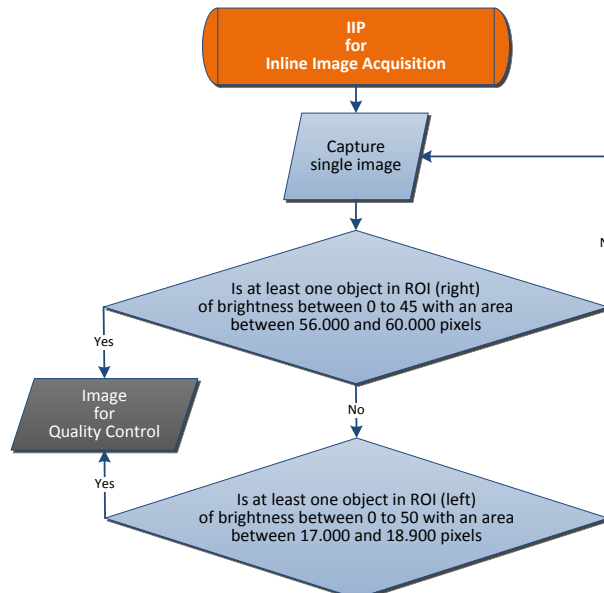 IIP
for
Inline Image Acquisition
Capture
single image
Is at least one object in ROI (right)
of brightness between 0 to 45 with an area
between 56.000 and 60.000 pixels
Yes
Image
for
Quality Control
No
Yes
Is at least one object in ROI (left)
of brightness between 0 to 50 with an area
between 17.000 and 18.900 pixels